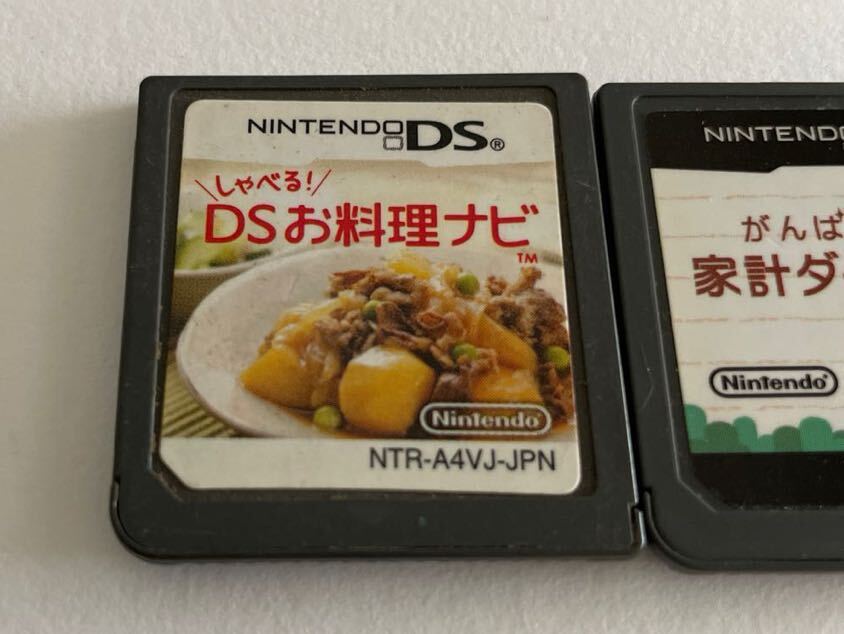 NINTENDO DS®
しゃべる!
DSお料理ナビ
TM
Nintendo
NTR-A4VJ-JPN
NINTENDO
がんば
家計ダ
Nintendo